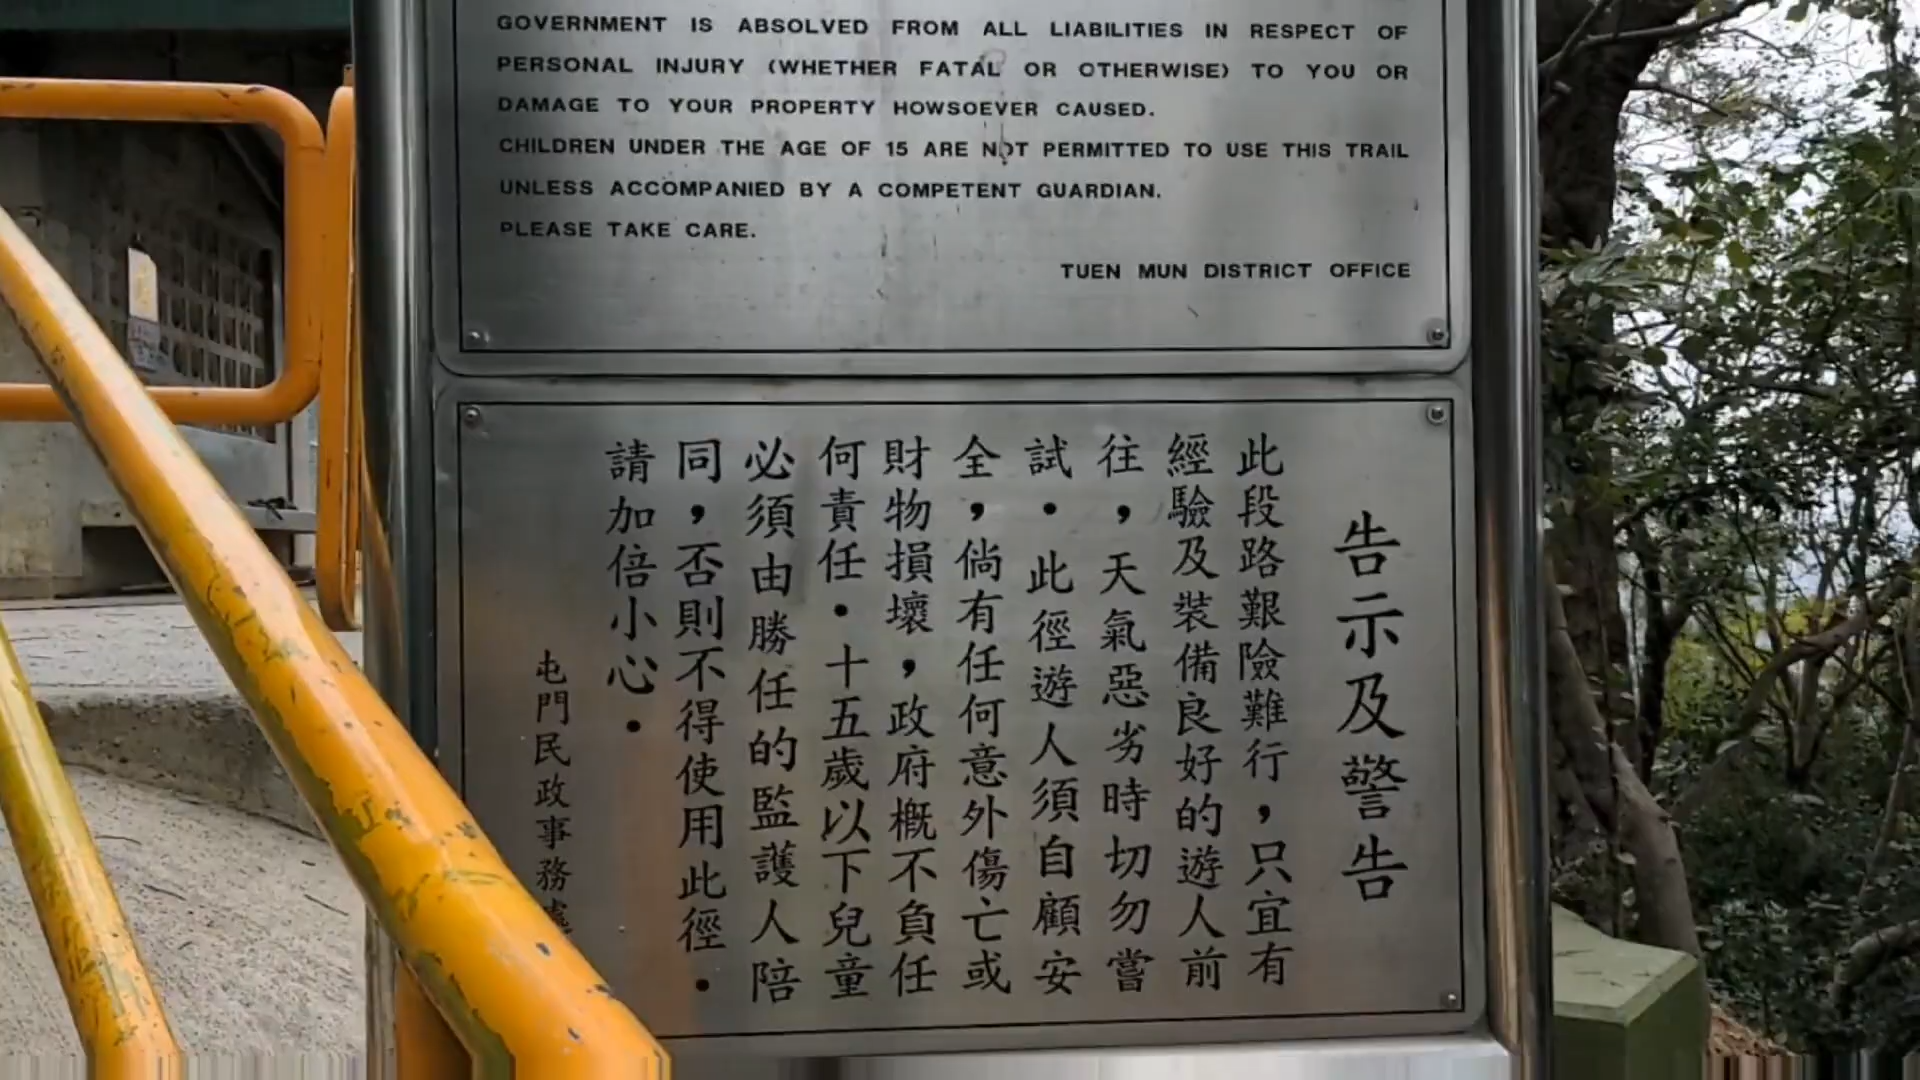 GOVERNMENT IS ABSOLVED FROM ALL LIABILITIES IN RESPECT OF
PERSONAL INJURY (WHETHER FATAL OR OTHERWISE) TO YOU OR
DAMAGE TO YOUR PROPERTY HOWSOEVER CAUSED.
CHILDREN UNDER THE AGE OF 15 ARE NOT PERMITTED TO USE THIS TRAIL
UNLESS ACCOMPANIED BY A COMPETENT GUARDIAN.
PLEASE TAKE CARE.
TUEN MUN DISTRICT OFFICE
告示及警告
此段路艱險難行，只宜有
經驗及裝備良好的遊人前
往，天氣惡劣時切勿嘗
試．此徑遊人須自顧安
全，倘有任何意外傷亡或
財物損壞，政府概不負任
何責任．十五歲以下兒童
必須由勝任的監護人陪
同，否則不得使用此徑．
請加倍小心．
屯門民政事務處